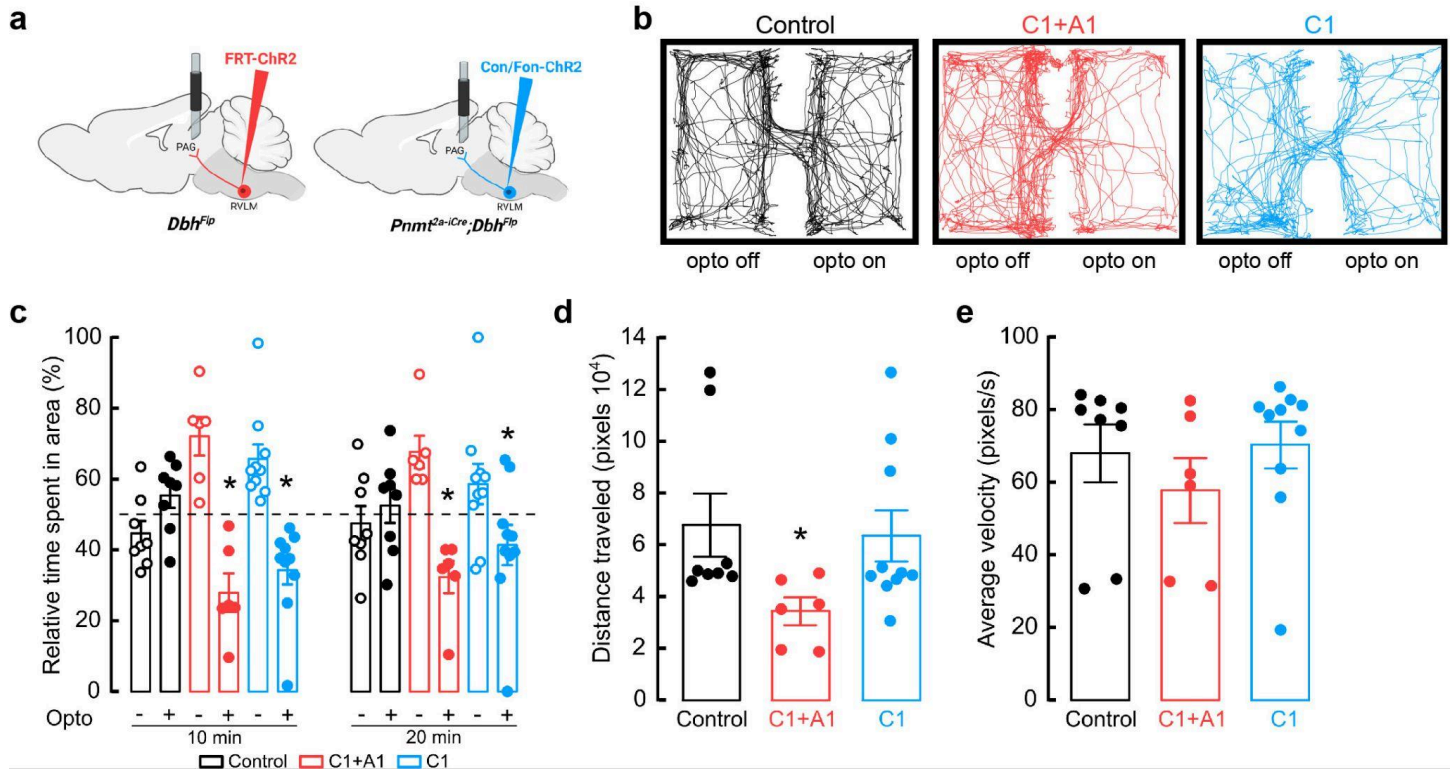 a
FRT-ChR2
PAG
RVLM
Dbh^Flp
Con/Fon-ChR2
PAG
RVLM
Pnmt^2a-iCre;Dbh^Flp
b
Control
C1+A1
C1
opto off opto on
opto off opto on
opto off opto on
c
Relative time spent in area (%)
100
80
60
40
20
0
* * * *
Opto - + - + - + - + - + - +
10 min 20 min
Control C1+A1 C1
d
Distance traveled (pixels 10^4)
14
12
10
8
6
4
2
0
*
Control C1+A1 C1
e
Average velocity (pixels/s)
100
80
60
40
20
0
Control C1+A1 C1